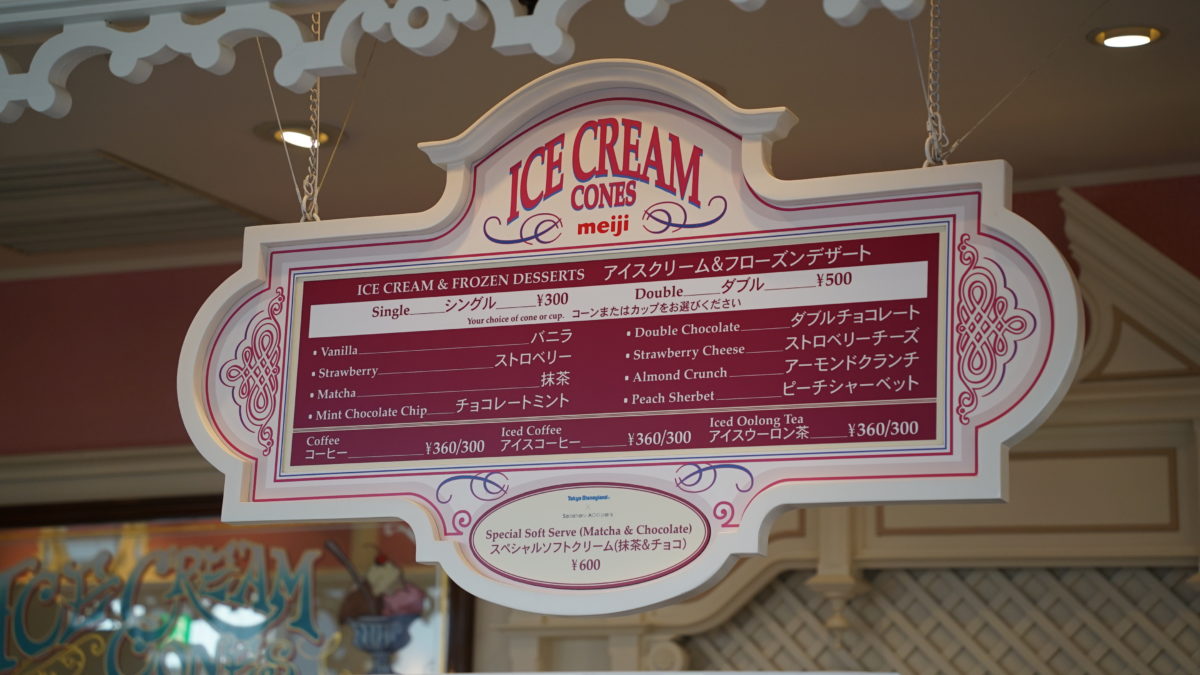 ICE CREAM
CONES
meiji
ICE CREAM & FROZEN DESSERTS アイスクリーム&フローズンデザート
Single シングル ¥300 Double ダブル ¥500
Your choice of cone or cup. コーンまたはカップをお選びください
• Vanilla バニラ
• Strawberry ストロベリー
• Matcha 抹茶
• Mint Chocolate Chip チョコレートミント
• Double Chocolate ダブルチョコレート
• Strawberry Cheese ストロベリーチーズ
• Almond Crunch アーモンドクランチ
• Peach Sherbet ピーチシャーベット
Coffee
コーヒー ¥360/300
Iced Coffee
アイスコーヒー ¥360/300
Iced Oolong Tea
アイスウーロン茶 ¥360/300
Tokyo Disneyland
Special Soft Serve (Matcha & Chocolate)
スペシャルソフトクリーム(抹茶&チョコ)
¥600
ICE CREAM
CONES